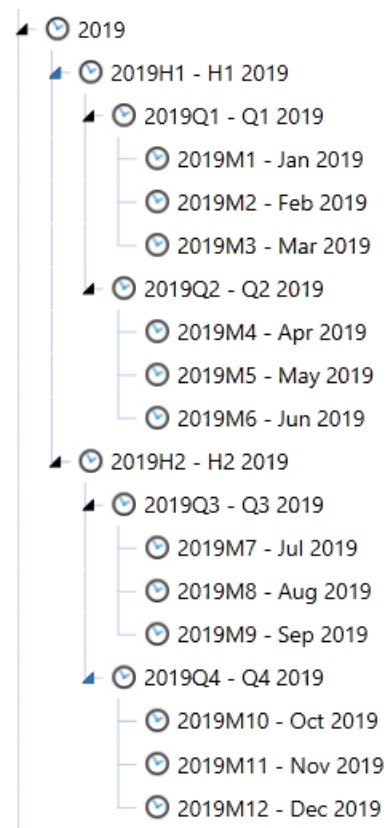 2019
2019H1 - H1 2019
2019Q1 - Q1 2019
2019M1 - Jan 2019
2019M2 - Feb 2019
2019M3 - Mar 2019
2019Q2 - Q2 2019
2019M4 - Apr 2019
2019M5 - May 2019
2019M6 - Jun 2019
2019H2 - H2 2019
2019Q3 - Q3 2019
2019M7 - Jul 2019
2019M8 - Aug 2019
2019M9 - Sep 2019
2019Q4 - Q4 2019
2019M10 - Oct 2019
2019M11 - Nov 2019
2019M12 - Dec 2019